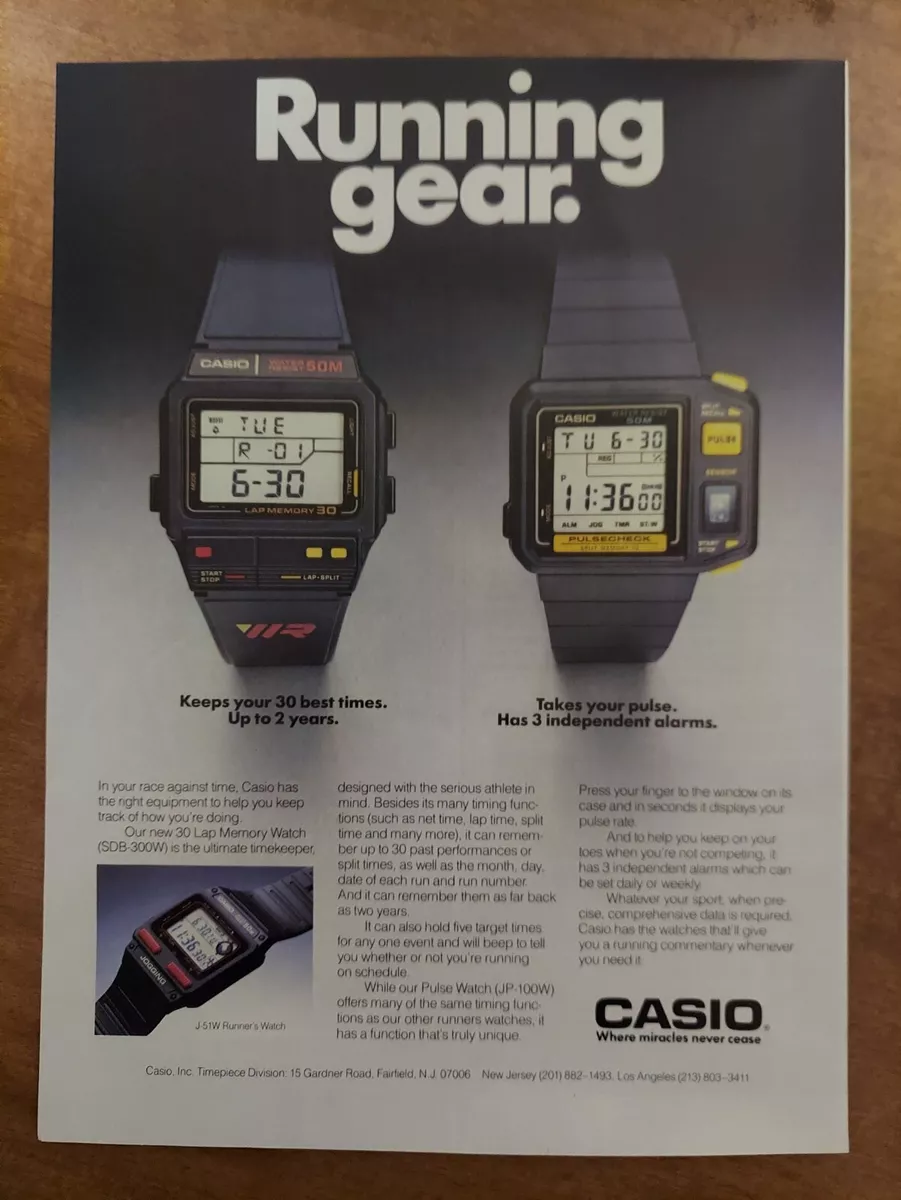 Running
gear.
CASIO WATER RESIST 50M
ADJUST
LIGHT
TUE
R -01
6-30
MODE
RECALL
LAP MEMORY 30
START STOP
LAP-SPLIT
WR
CASIO WATER RESIST 50M
SPLIT RECALL
ADJUST
TU 6-30
REG
P
11:36 00
MODE
ALM JOG TMR ST-W
PULSECHECK
PULSE
SENSOR
START STOP
Keeps your 30 best times.
Up to 2 years.
Takes your pulse.
Has 3 independent alarms.
In your race against time, Casio has
the right equipment to help you keep
track of how you're doing.
Our new 30 Lap Memory Watch
(SDB-300W) is the ultimate timekeeper,
JOGGING
J-51W Runner's Watch
designed with the serious athlete in
mind. Besides its many timing func-
tions (such as net time, lap time, split
time and many more), it can remem-
ber up to 30 past performances or
split times, as well as the month, day,
date of each run and run number.
And it can remember them as far back
as two years.
It can also hold five target times
for any one event and will beep to tell
you whether or not you're running
on schedule.
While our Pulse Watch (JP-100W)
offers many of the same timing func-
tions as our other runners watches, it
has a function that's truly unique.
Press your finger to the window on its
case and in seconds it displays your
pulse rate.
And to help you keep on your
toes when you're not competing, it
has 3 independent alarms which can
be set daily or weekly.
Whatever your sport, when pre-
cise, comprehensive data is required,
Casio has the watches that'll give
you a running commentary whenever
you need it.
CASIO®
Where miracles never cease
Casio, Inc. Timepiece Division: 15 Gardner Road, Fairfield, N.J. 07006 New Jersey (201) 882-1493, Los Angeles (213) 803-3411